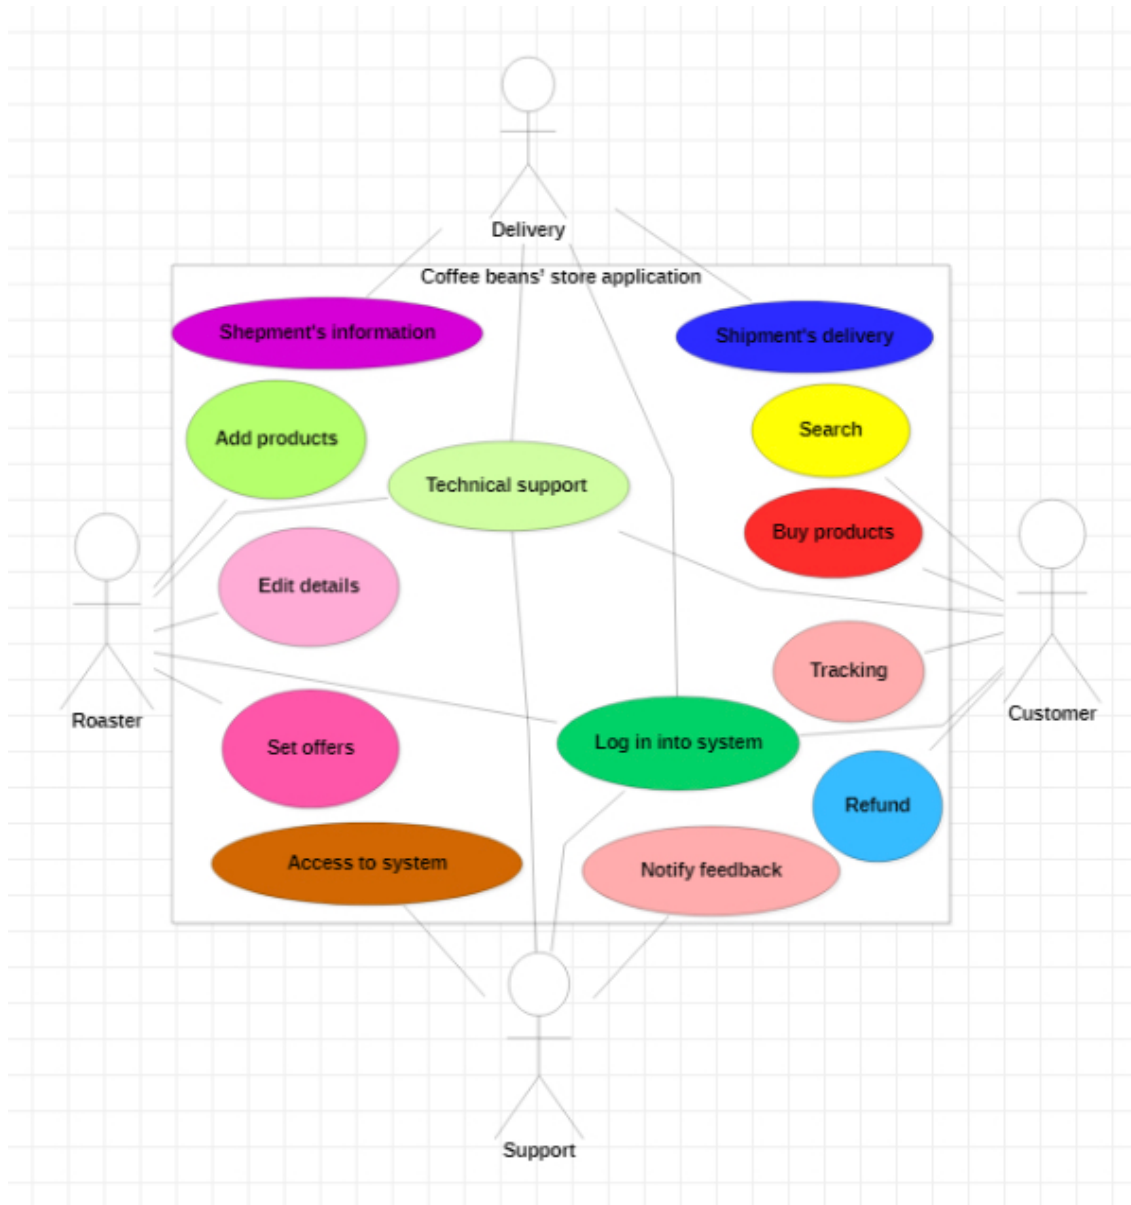 Delivery
Coffee beans' store application
Shepment's information
Shipment's delivery
Add products
Search
Technical support
Buy products
Edit details
Tracking
Roaster
Customer
Set offers
Log in into system
Refund
Access to system
Notify feedback
Support